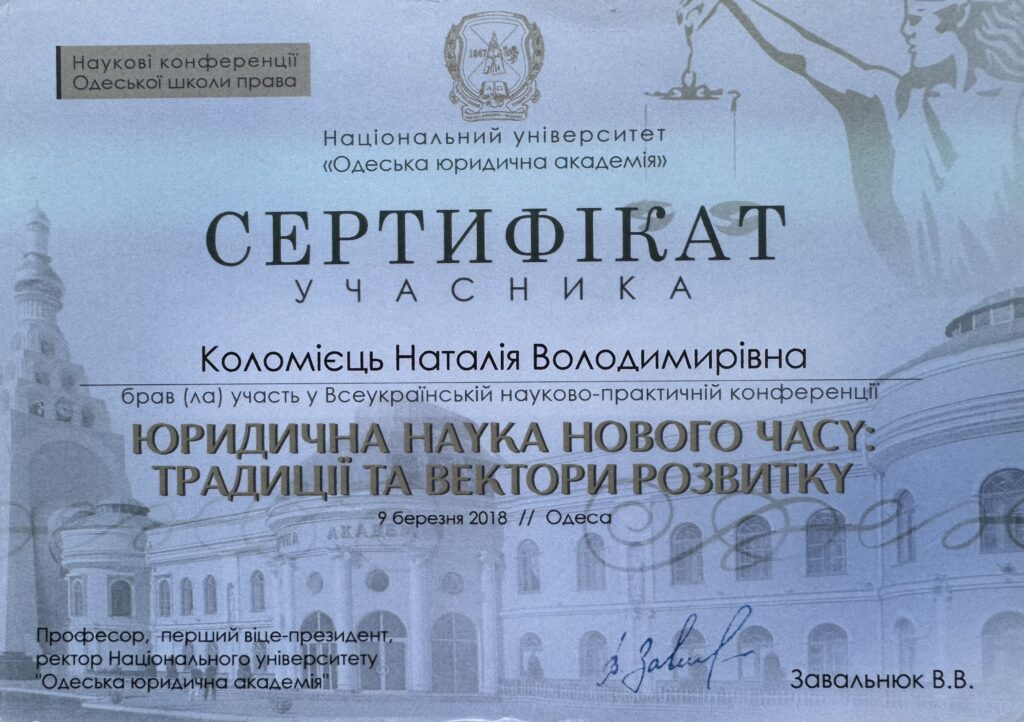 Наукові конференції
Одеської школи права
1847
Національний університет
«Одеська юридична академія»
СЕРТИФІКАТ
УЧАСНИКА
Коломієць Наталія Володимирівна
брав (ла) участь у Всеукраїнській науково-практичній конференції
ЮРИДИЧНА НАУКА НОВОГО ЧАСУ:
ТРАДИЦІЇ ТА ВЕКТОРИ РОЗВИТКУ
9 березня 2018 // Одеса
Професор, перший віце-президент,
ректор Національного університету
"Одеська юридична академія"
Завальнюк В.В.